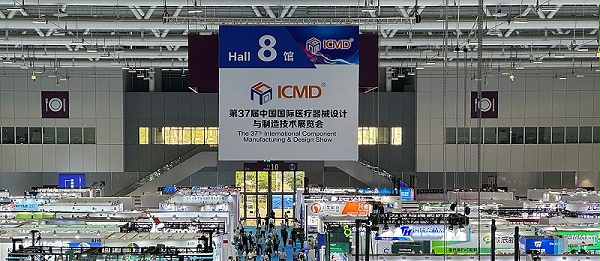 Hall 8 馆
ICMD®
ICMD®
第37届中国国际医疗器械设计
与制造技术展览会
The 37th International Component
Manufacturing & Design Show
10